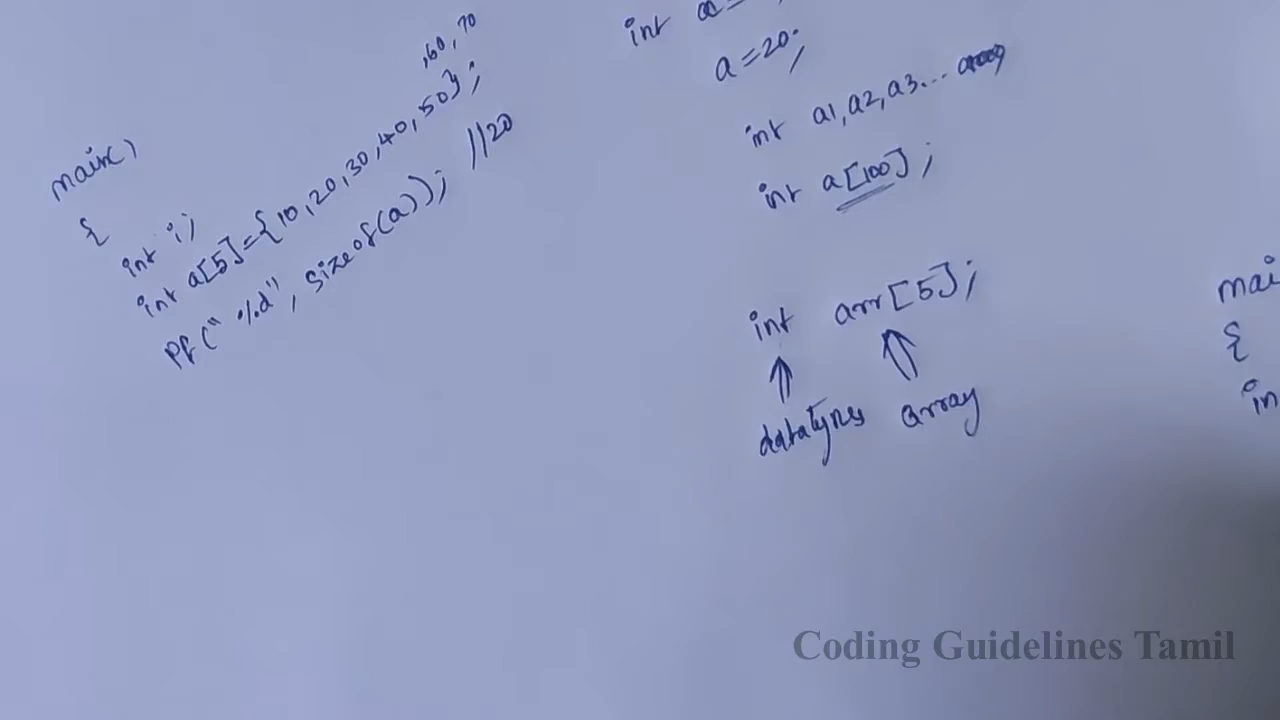 ,60,70
main()
{
int i;
int a[5]={10,20,30,40,50};
Pf("%d", sizeof(a)); //20
int
a=20;
int a1,a2,a3...
int a[100];
int arr[5];
datatypes array
mai
{
in
Coding Guidelines Tamil